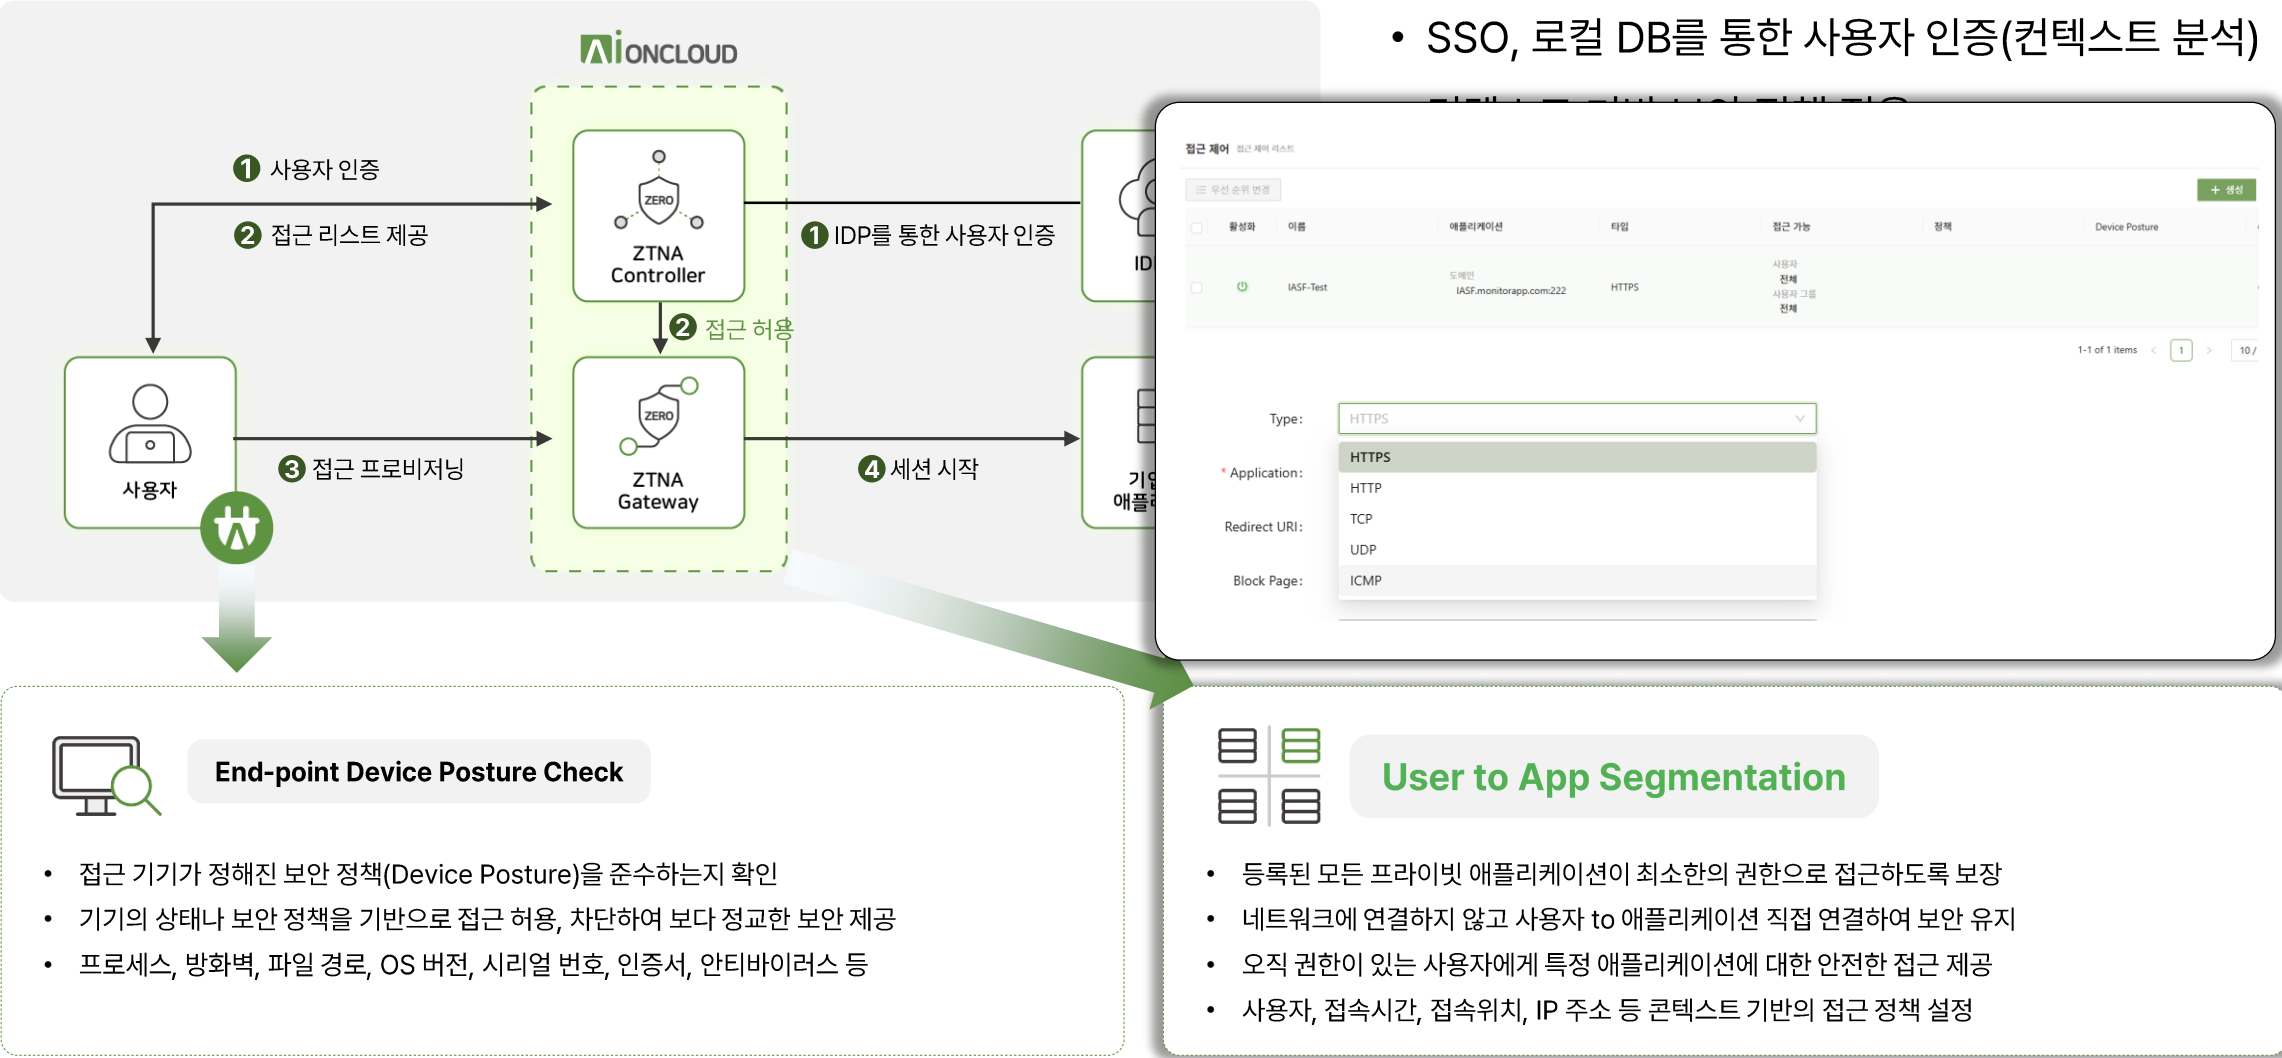 AiONCLOUD
• SSO, 로컬 DB를 통한 사용자 인증(컨텍스트 분석)
1 사용자 인증
2 접근 리스트 제공
ZERO
ZTNA
Controller
1 IDP를 통한 사용자 인증
2 접근 허용
사용자
3 접근 프로비저닝
ZERO
ZTNA
Gateway
4 세션 시작
접근 제어 접근 제어 리스트
우선 순위 변경
+ 생성
활성화 이름 애플리케이션 타입 접근 가능 정책 Device Posture
IASF-Test
도메인
IASF.monitorapp.com:222
HTTPS
사용자
전체
사용자 그룹
전체
1-1 of 1 items < 1 > 10 /
Type: HTTPS
HTTPS
* Application:
HTTP
TCP
Redirect URI:
UDP
Block Page: ICMP
End-point Device Posture Check
• 접근 기기가 정해진 보안 정책(Device Posture)을 준수하는지 확인
• 기기의 상태나 보안 정책을 기반으로 접근 허용, 차단하여 보다 정교한 보안 제공
• 프로세스, 방화벽, 파일 경로, OS 버전, 시리얼 번호, 인증서, 안티바이러스 등
User to App Segmentation
• 등록된 모든 프라이빗 애플리케이션이 최소한의 권한으로 접근하도록 보장
• 네트워크에 연결하지 않고 사용자 to 애플리케이션 직접 연결하여 보안 유지
• 오직 권한이 있는 사용자에게 특정 애플리케이션에 대한 안전한 접근 제공
• 사용자, 접속시간, 접속위치, IP 주소 등 콘텍스트 기반의 접근 정책 설정